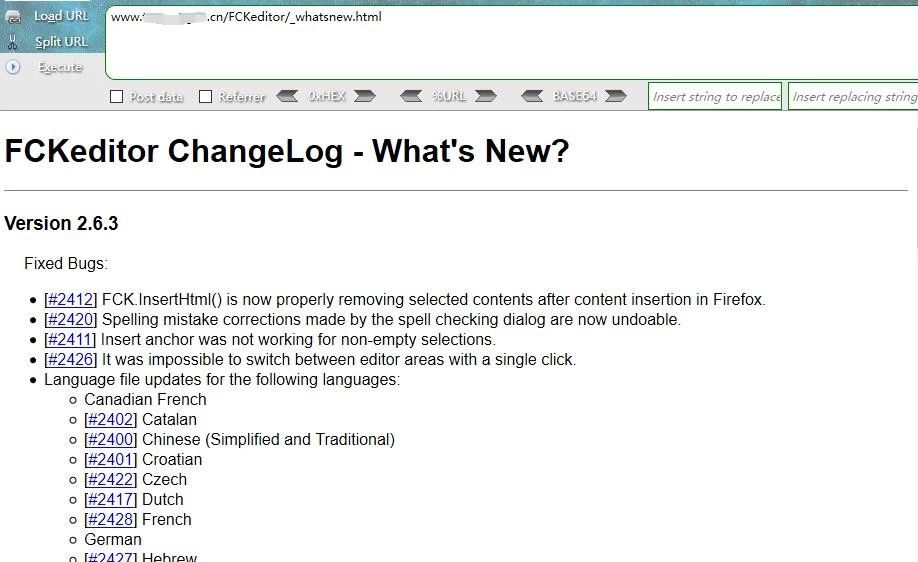 Load URL
www. .cn/FCKeditor/_whatsnew.html
Split URL
Execute
Post data Referrer 0xHEX %URL BASE64 Insert string to replace Insert replacing string
FCKeditor ChangeLog - What's New?
Version 2.6.3
Fixed Bugs:
[#2412] FCK.InsertHtml() is now properly removing selected contents after content insertion in Firefox.
[#2420] Spelling mistake corrections made by the spell checking dialog are now undoable.
[#2411] Insert anchor was not working for non-empty selections.
[#2426] It was impossible to switch between editor areas with a single click.
Language file updates for the following languages:
Canadian French
[#2402] Catalan
[#2400] Chinese (Simplified and Traditional)
[#2401] Croatian
[#2422] Czech
[#2417] Dutch
[#2428] French
German
[#2427] Hebrew